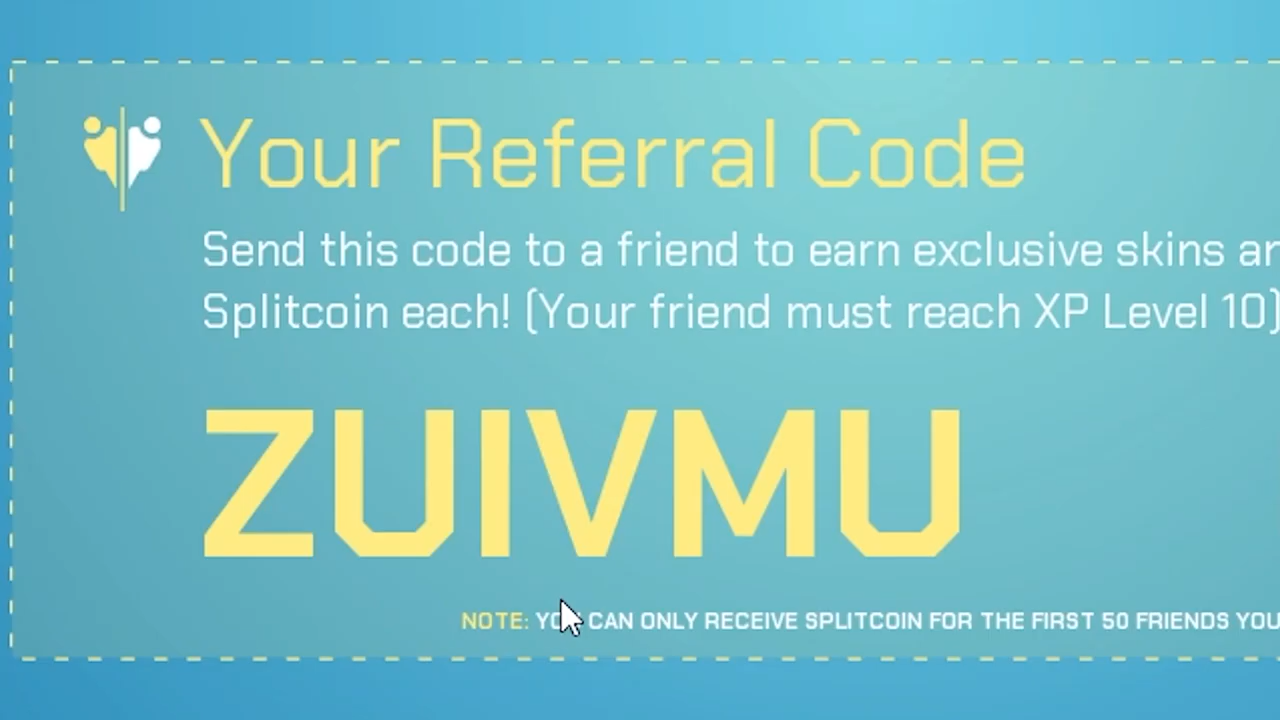 Your Referral Code
Send this code to a friend to earn exclusive skins
Splitcoin each! (Your friend must reach XP Level 10)
ZUIVMU
NOTE: YOU CAN ONLY RECEIVE SPLITCOIN FOR THE FIRST 50 FRIENDS YOU